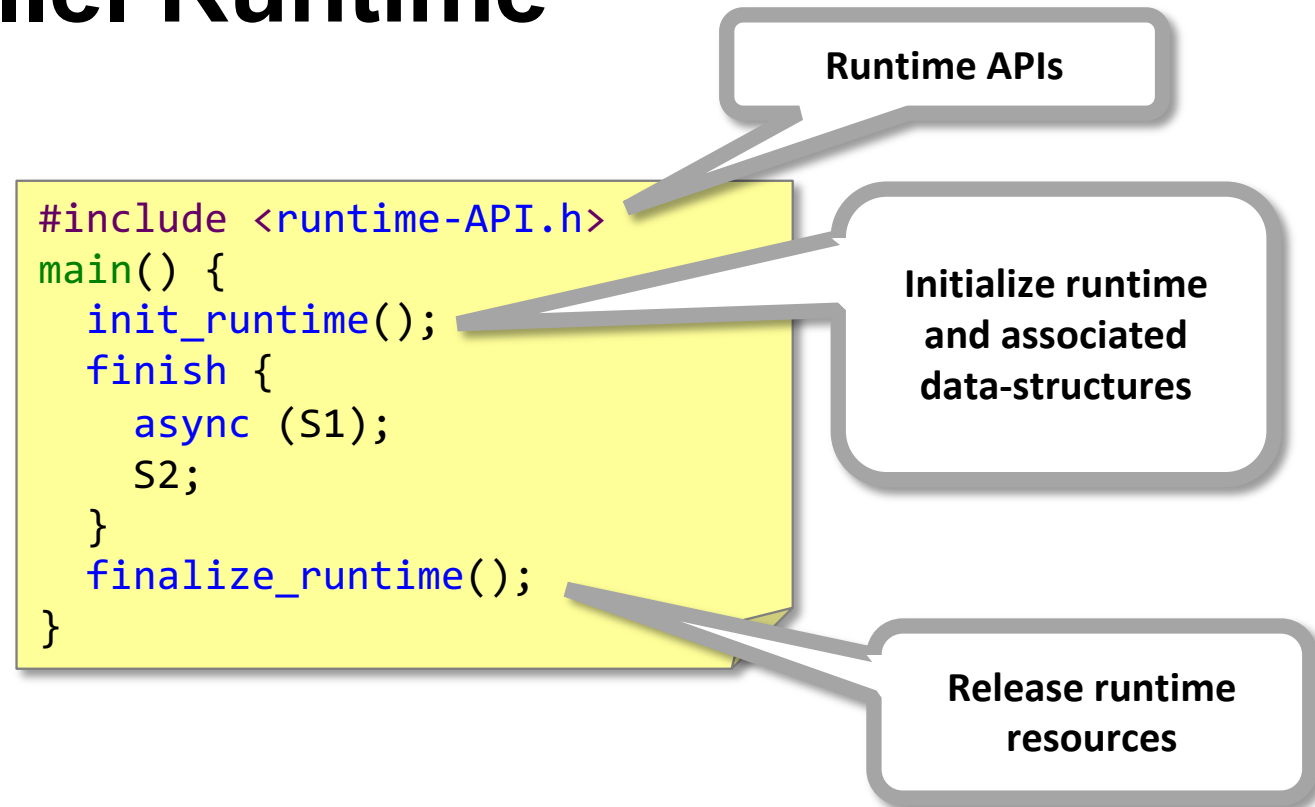 Runtime
Runtime APIs
#include <runtime-API.h>
main() {
init_runtime();
finish {
async (S1);
S2;
}
finalize_runtime();
}
Initialize runtime
and associated
data-structures
Release runtime
resources